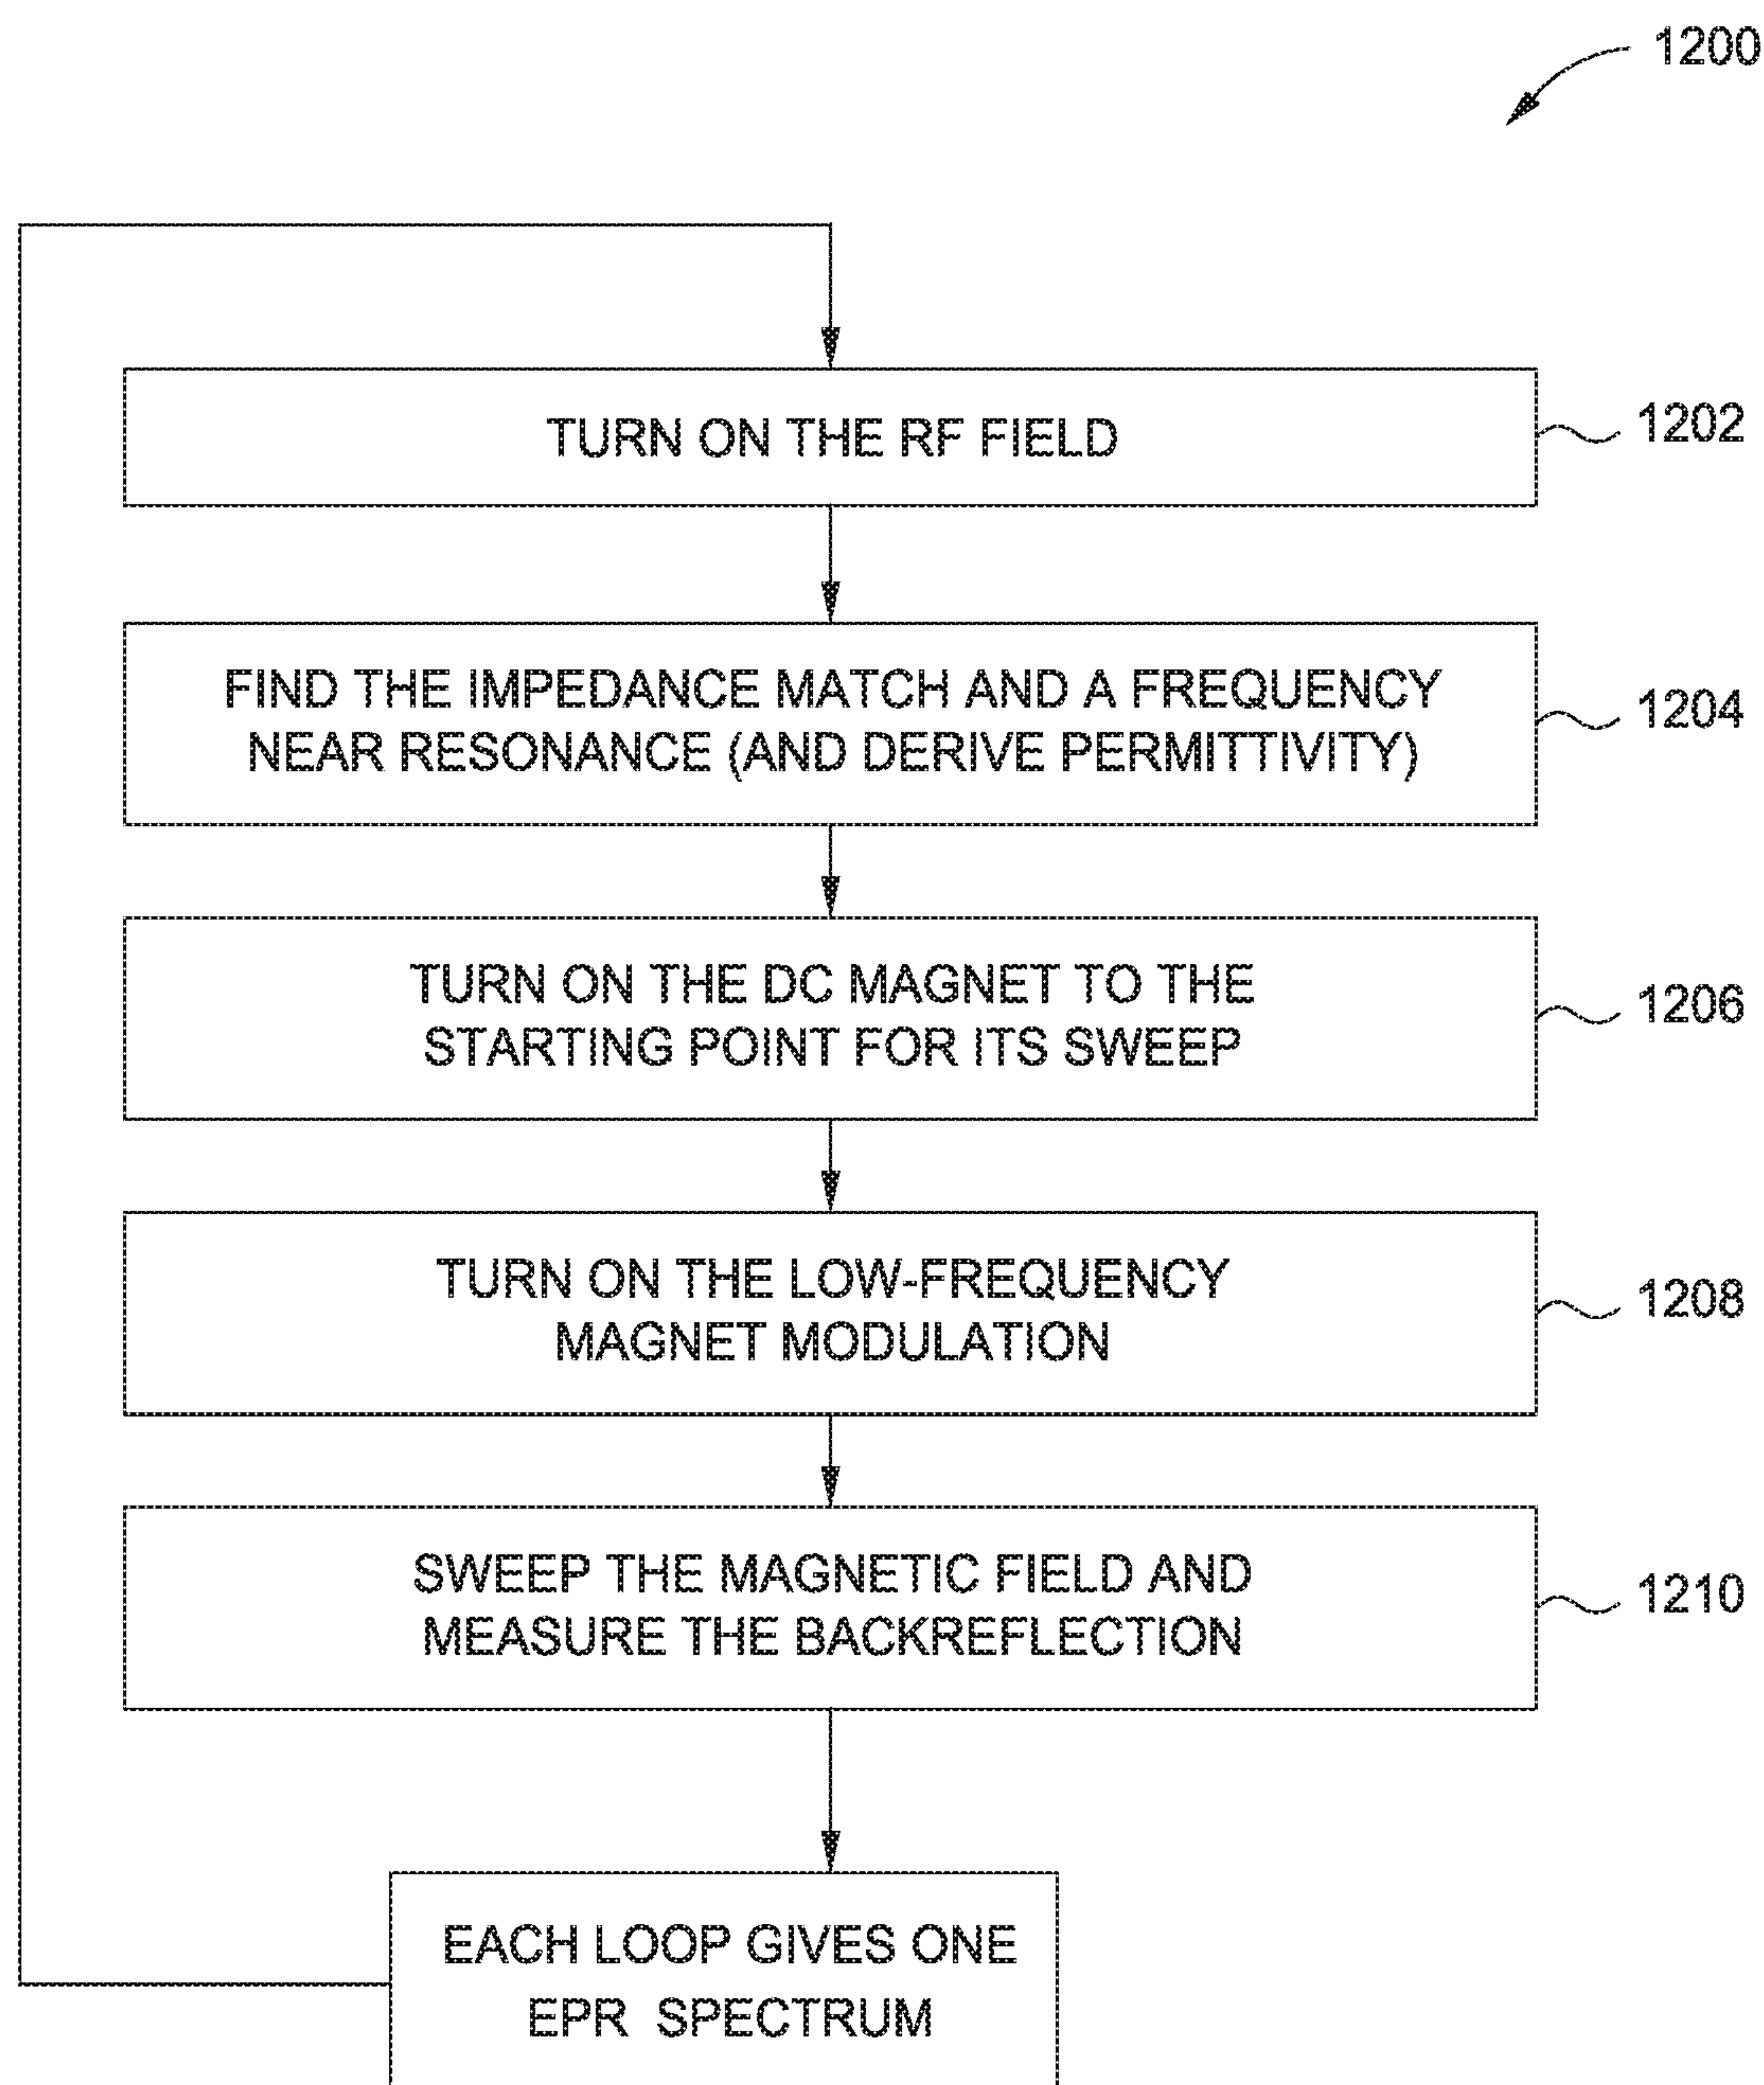 1200
TURN ON THE RF FIELD
1202
FIND THE IMPEDANCE MATCH AND A FREQUENCY
NEAR RESONANCE (AND DERIVE PERMITTIVITY)
1204
TURN ON THE DC MAGNET TO THE
STARTING POINT FOR ITS SWEEP
1206
TURN ON THE LOW-FREQUENCY
MAGNET MODULATION
1208
SWEEP THE MAGNETIC FIELD AND
MEASURE THE BACKREFLECTION
1210
EACH LOOP GIVES ONE
EPR SPECTRUM